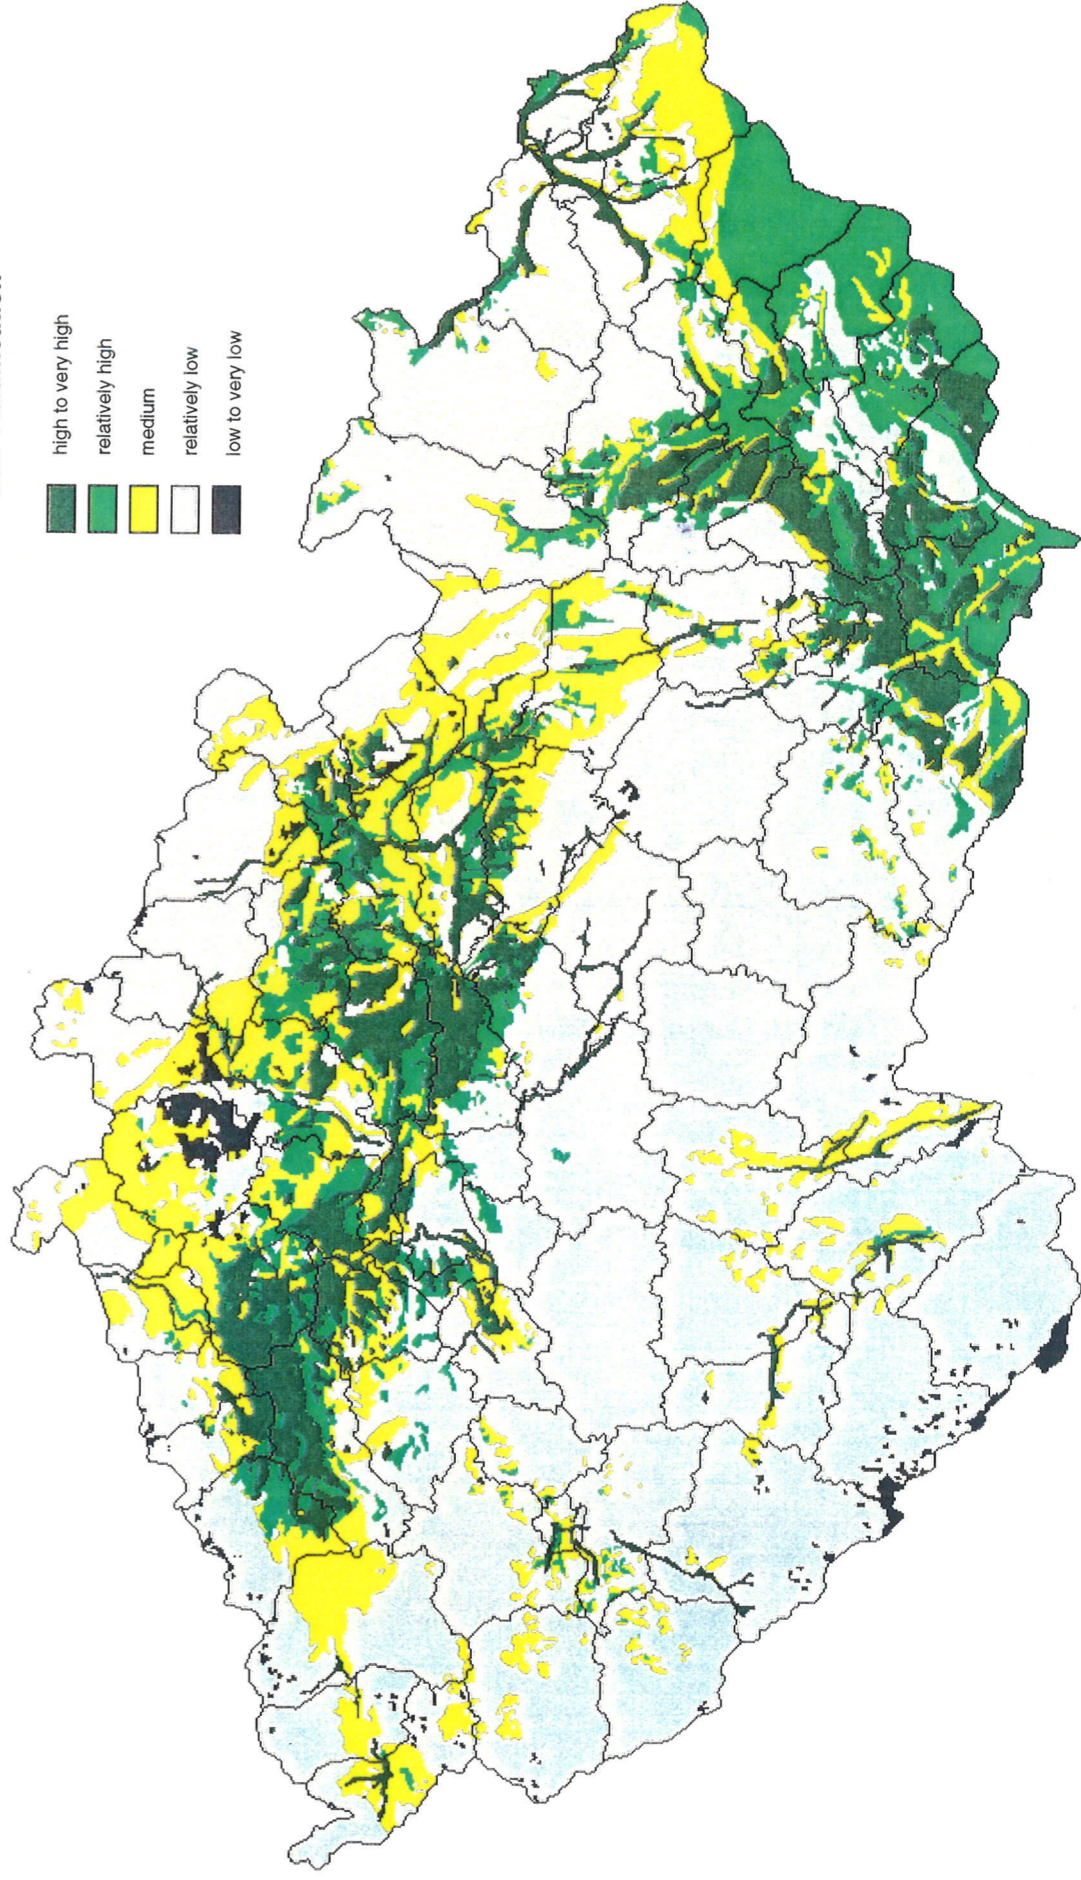 high to very high
relatively high
medium
relatively low
low to very low